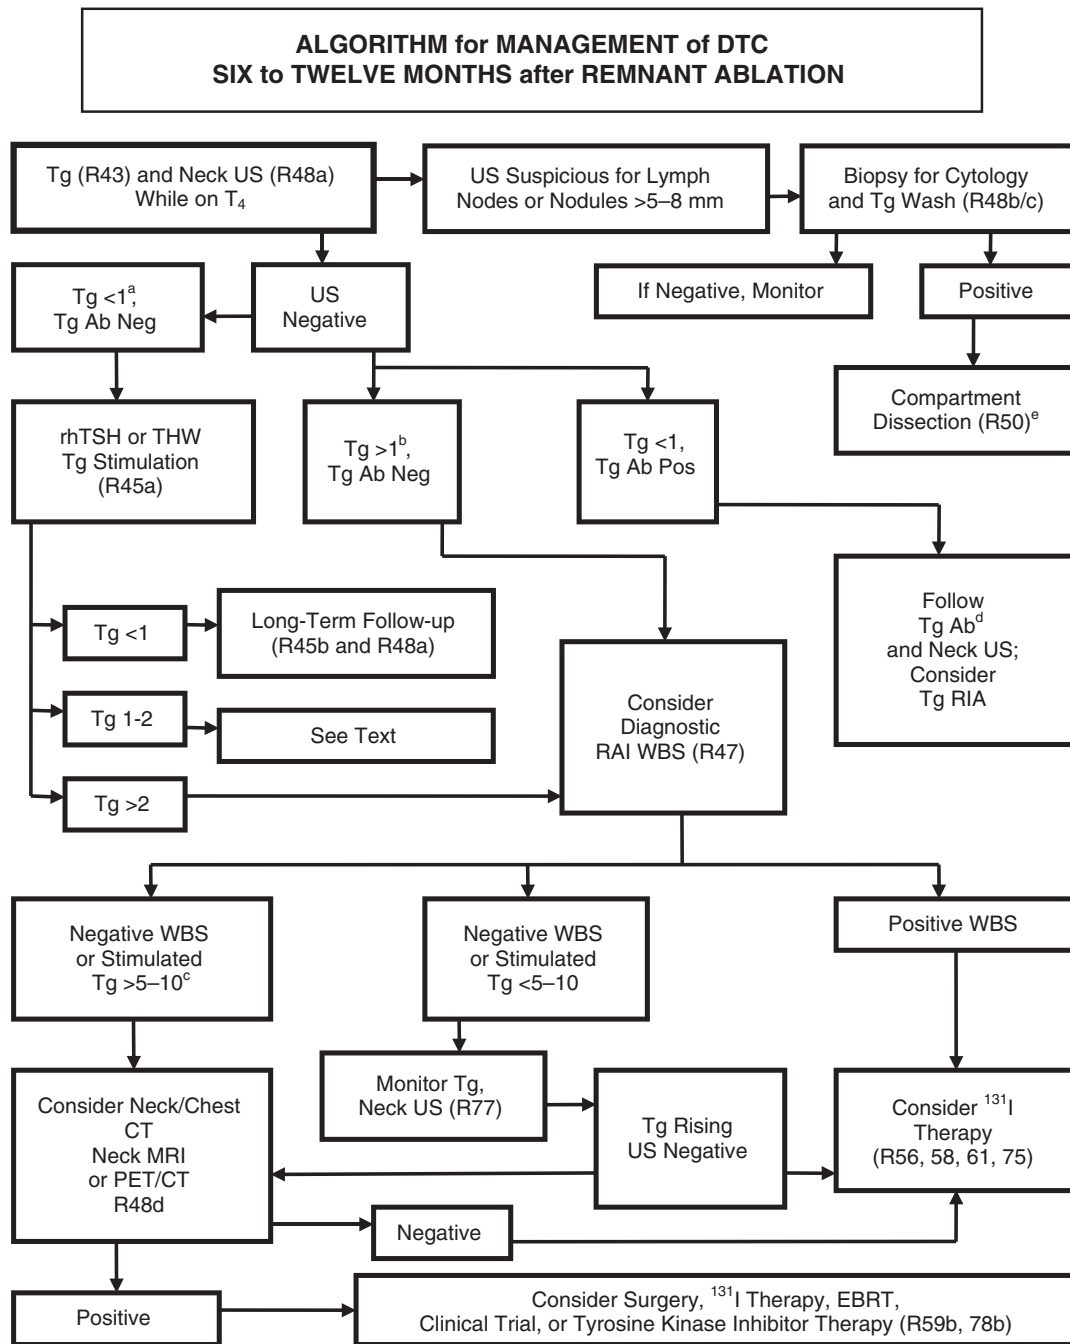 ALGORITHM for MANAGEMENT of DTC
SIX to TWELVE MONTHS after REMNANT ABLATION
Tg (R43) and Neck US (R48a)
While on T₄
US Suspicious for Lymph
Nodes or Nodules >5–8 mm
Biopsy for Cytology
and Tg Wash (R48b/c)
Tg <1ᵃ,
Tg Ab Neg
US
Negative
If Negative, Monitor
Positive
Compartment
Dissection (R50)ᵉ
rhTSH or THW
Tg Stimulation
(R45a)
Tg >1ᵇ,
Tg Ab Neg
Tg <1,
Tg Ab Pos
Tg <1
Long-Term Follow-up
(R45b and R48a)
Tg 1-2
See Text
Tg >2
Consider
Diagnostic
RAI WBS (R47)
Follow
Tg Abᵈ
and Neck US;
Consider
Tg RIA
Negative WBS
or Stimulated
Tg >5–10ᶜ
Negative WBS
or Stimulated
Tg <5–10
Positive WBS
Consider Neck/Chest
CT
Neck MRI
or PET/CT
R48d
Monitor Tg,
Neck US (R77)
Tg Rising
US Negative
Consider ¹³¹I
Therapy
(R56, 58, 61, 75)
Negative
Positive
Consider Surgery, ¹³¹I Therapy, EBRT,
Clinical Trial, or Tyrosine Kinase Inhibitor Therapy (R59b, 78b)